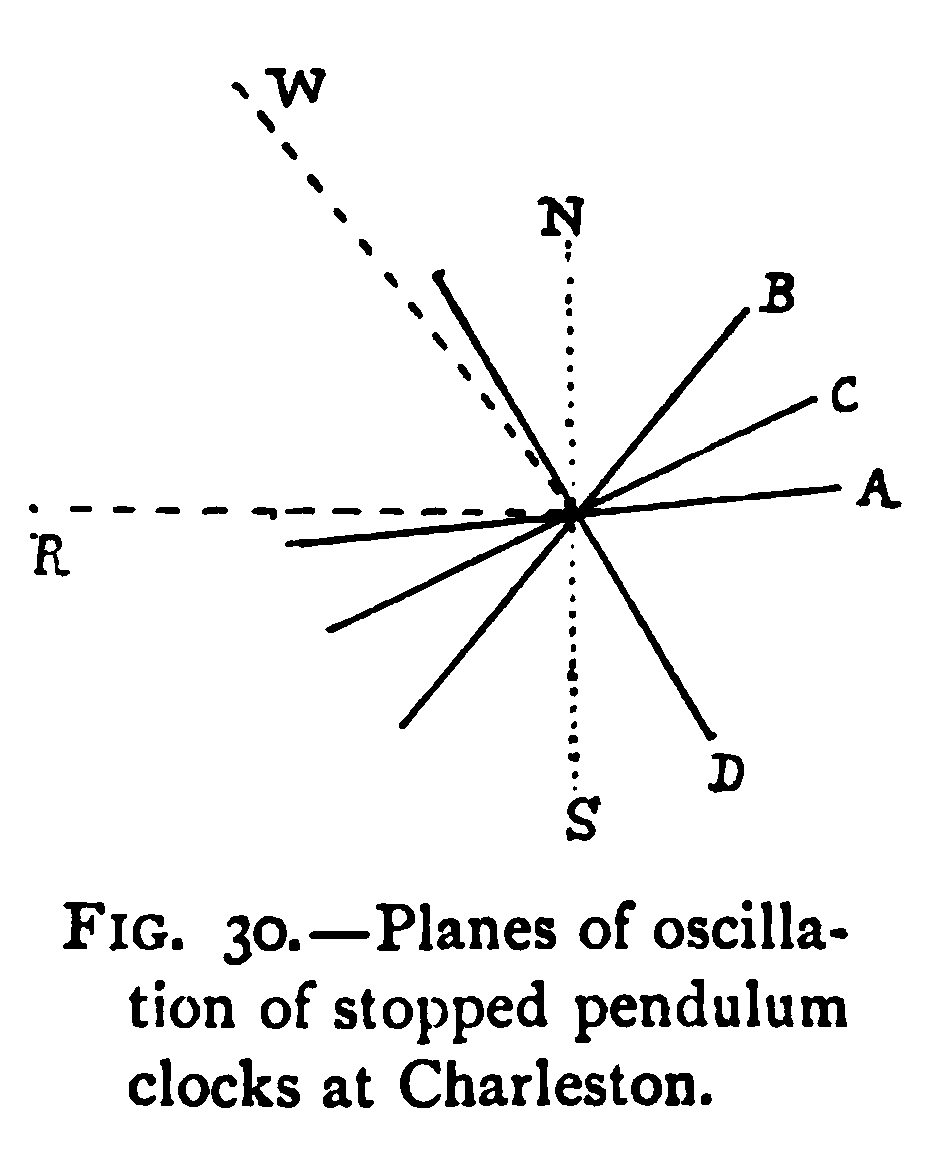 W
N
B
C
A
R
D
S
FIG. 30.—Planes of oscilla-
tion of stopped pendulum
clocks at Charleston.